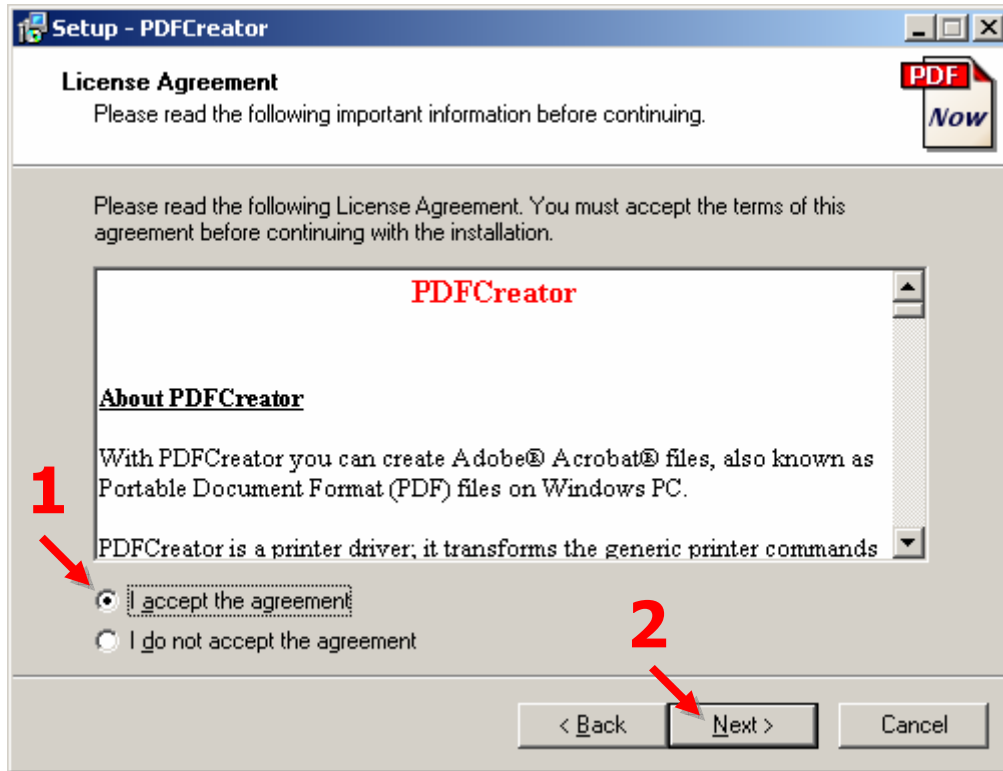 Setup - PDFCreator
License Agreement
Please read the following important information before continuing.
PDF
Now
Please read the following License Agreement. You must accept the terms of this
agreement before continuing with the installation.
PDFCreator
About PDFCreator
With PDFCreator you can create Adobe® Acrobat® files, also known as
Portable Document Format (PDF) files on Windows PC.
PDFCreator is a printer driver; it transforms the generic printer commands
1
I accept the agreement
I do not accept the agreement
2
< Back
Next >
Cancel